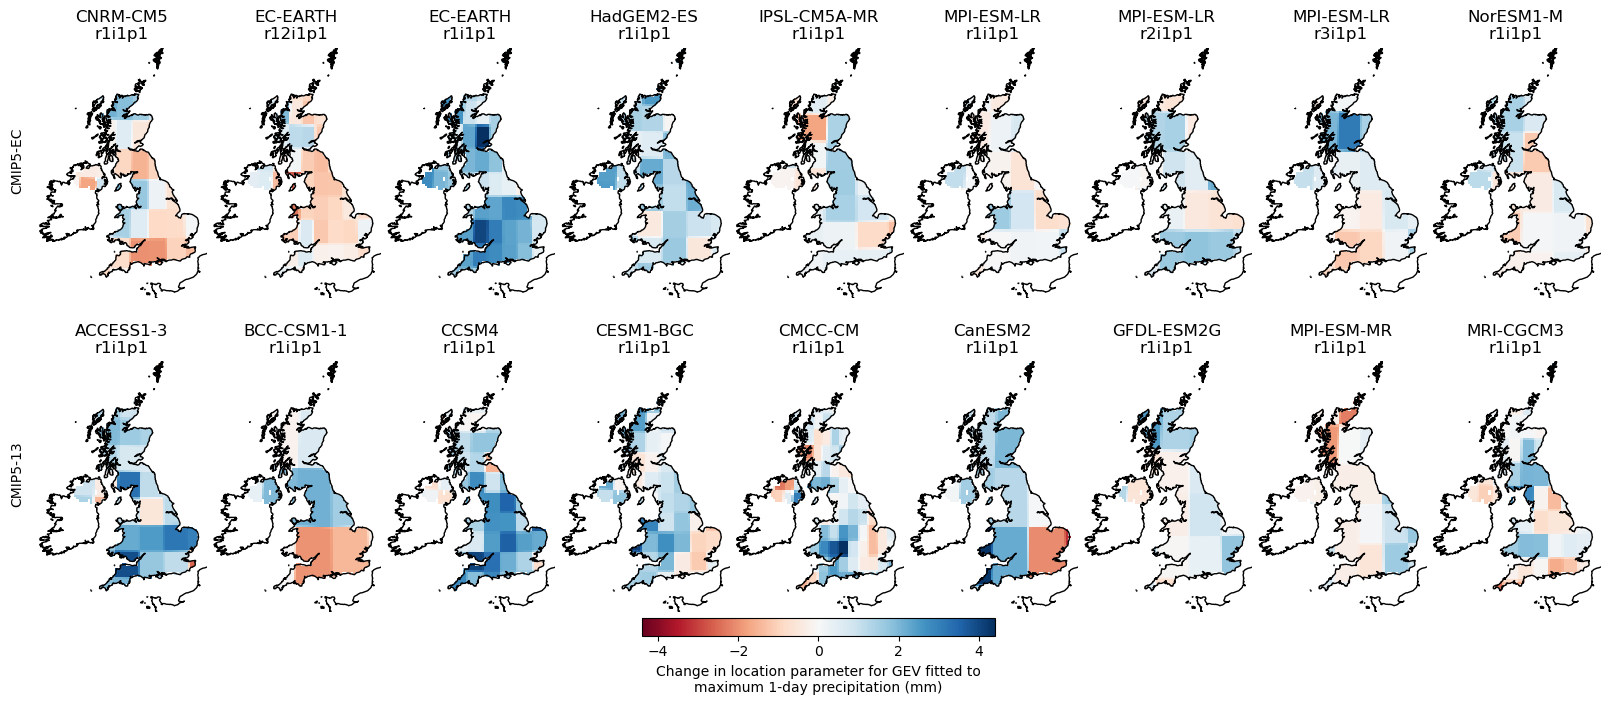 CNRM-CM5 EC-EARTH EC-EARTH HadGEM2-ES IPSL-CM5A-MR MPI-ESM-LR MPI-ESM-LR MPI-ESM-LR NorESM1-M
r1i1p1 r12i1p1 r1i1p1 r1i1p1 r1i1p1 r1i1p1 r2i1p1 r3i1p1 r1i1p1
CMIP5-EC
ACCESS1-3 BCC-CSM1-1 CCSM4 CESM1-BGC CMCC-CM CanESM2 GFDL-ESM2G MPI-ESM-MR MRI-CGCM3
r1i1p1 r1i1p1 r1i1p1 r1i1p1 r1i1p1 r1i1p1 r1i1p1 r1i1p1 r1i1p1
CMIP5-13
−4 −2 0 2 4
Change in location parameter for GEV fitted to
maximum 1-day precipitation (mm)